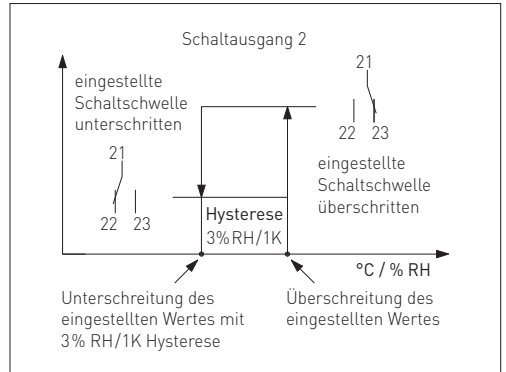 Schaltausgang 2
eingestellte
Schaltschwelle
unterschritten
21
22 23
21
22 23
eingestellte
Schaltschwelle
überschritten
Hysterese
3%RH/1K
°C / % RH
Unterschreitung des
eingestellten Wertes mit
3% RH/1K Hysterese
Überschreitung des
eingestellten Wertes